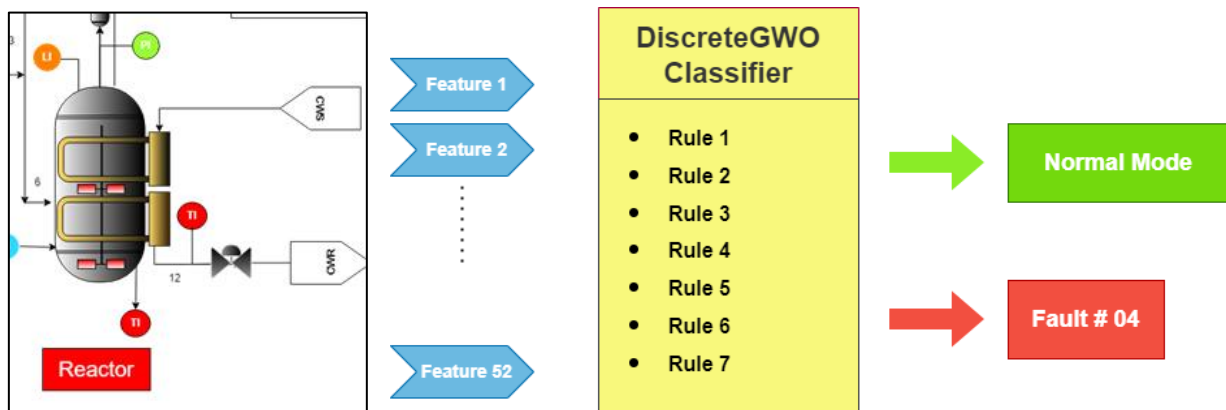 3
LI
PI
CWS
6
TI
12
CWR
TI
Reactor
Feature 1
Feature 2
Feature 52
DiscreteGWO
Classifier
• Rule 1
• Rule 2
• Rule 3
• Rule 4
• Rule 5
• Rule 6
• Rule 7
Normal Mode
Fault # 04